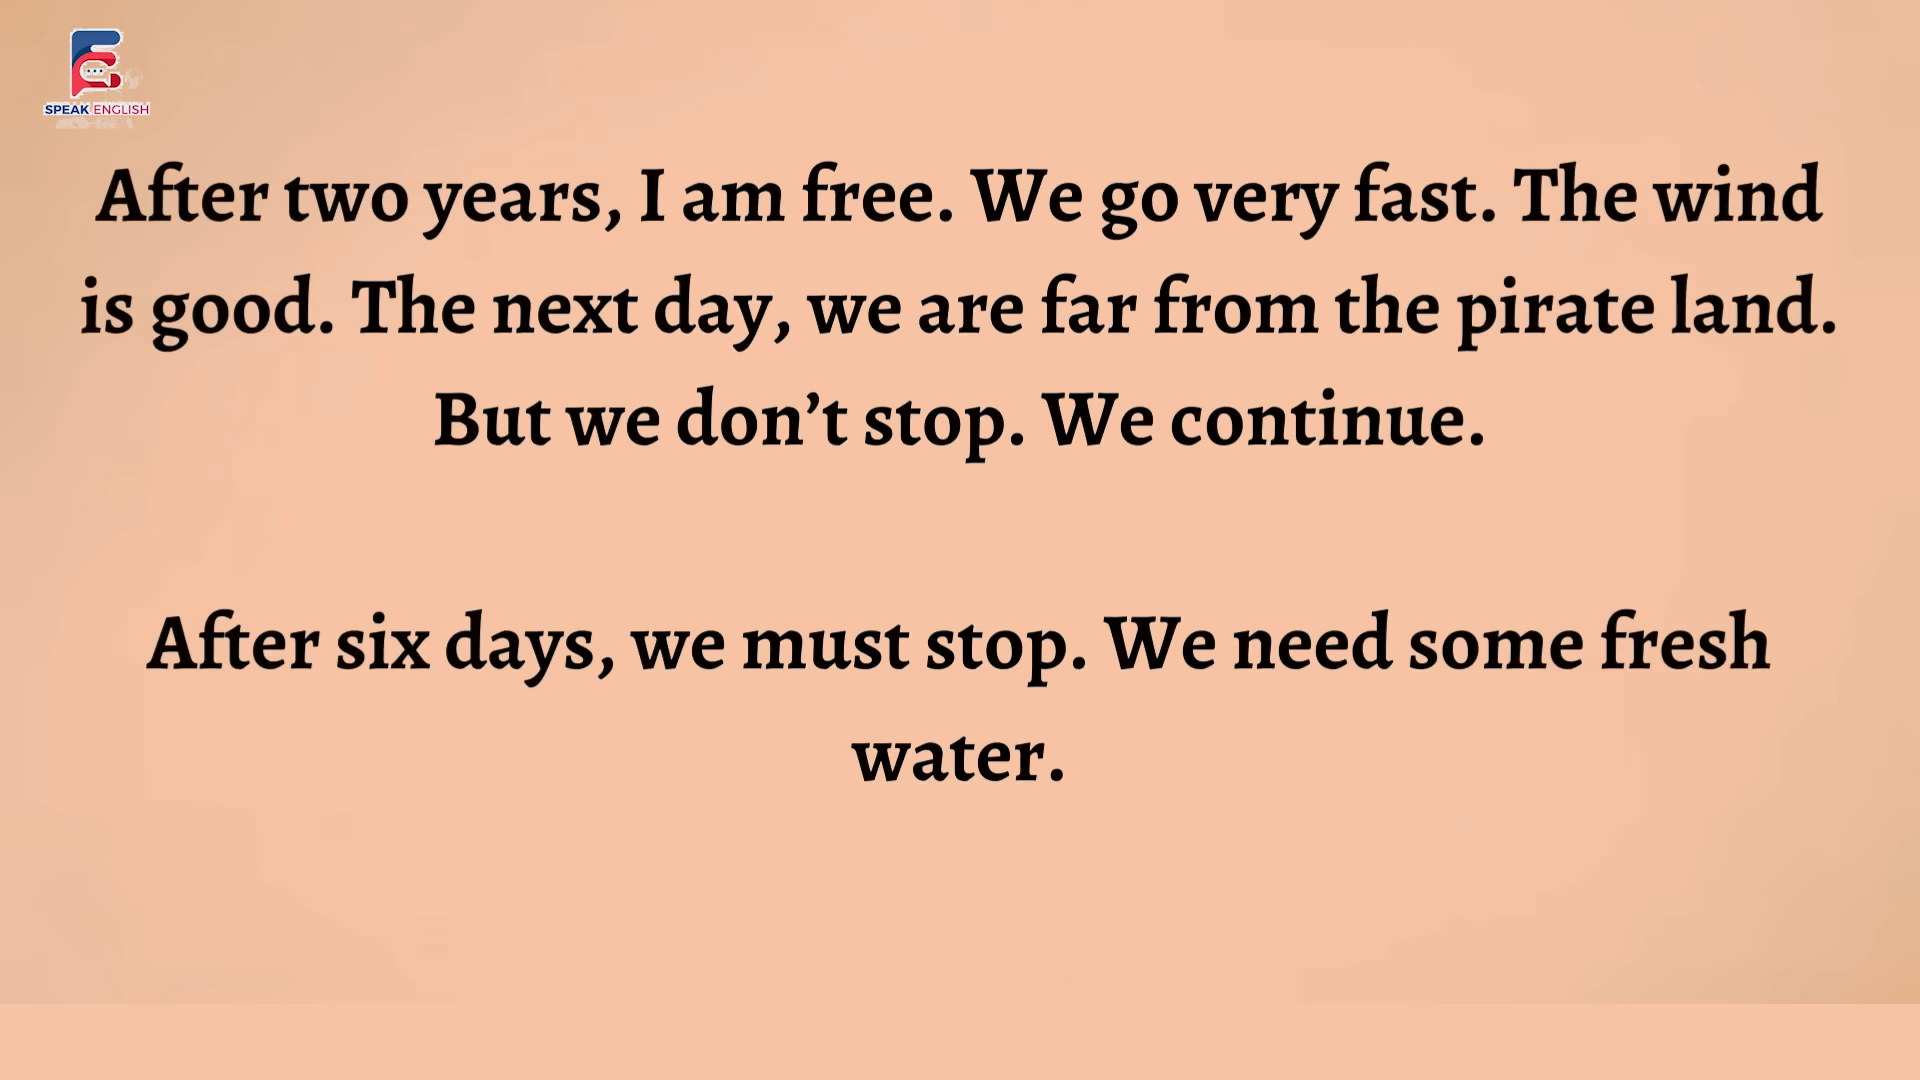 SPEAK ENGLISH
After two years, I am free. We go very fast. The wind
is good. The next day, we are far from the pirate land.
But we don’t stop. We continue.
After six days, we must stop. We need some fresh
water.